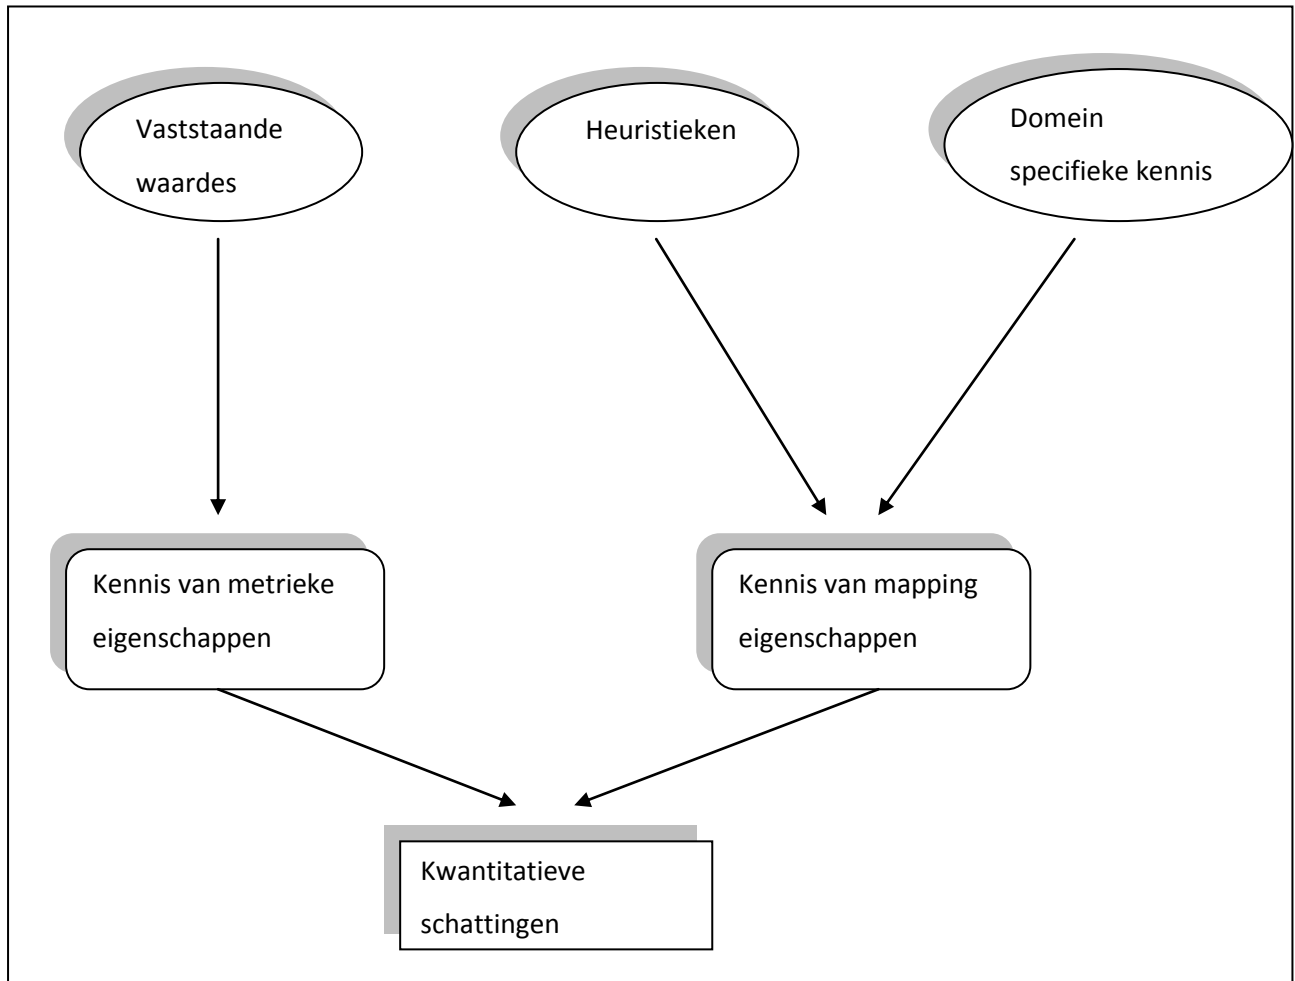 Vaststaande
waardes
Heuristieken
Domein
specifieke kennis
Kennis van metrieke
eigenschappen
Kennis van mapping
eigenschappen
Kwantitatieve
schattingen